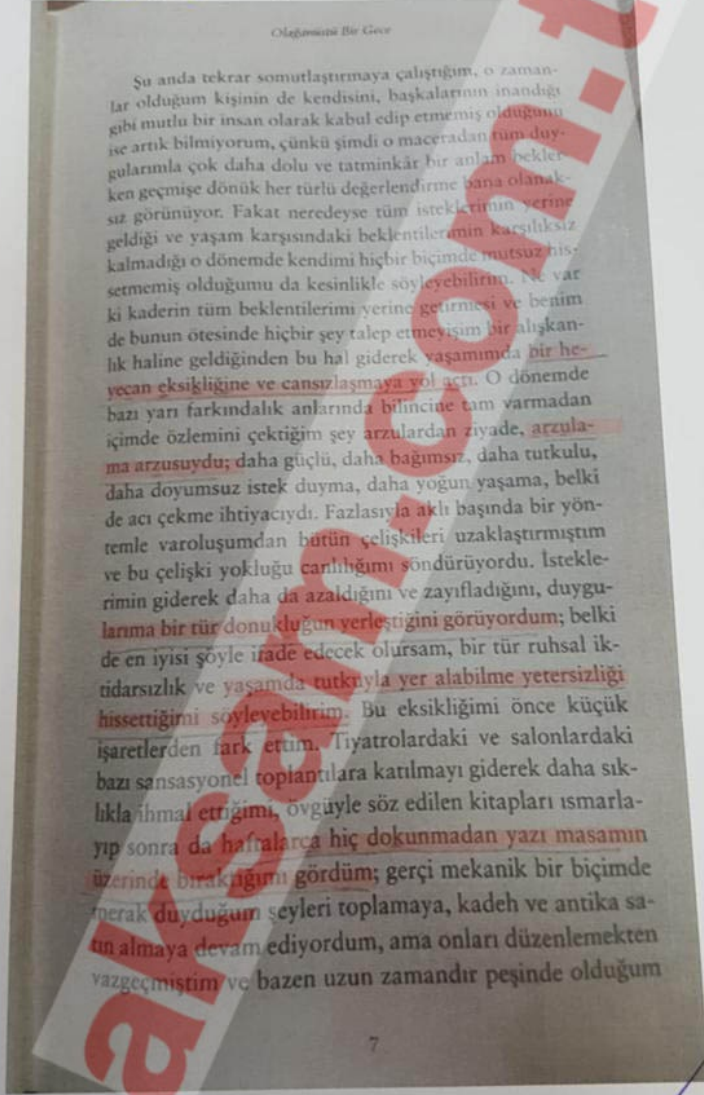 Olağanüstü Bir Gece
Şu anda tekrar somutlaştırmaya çalıştığım, o zaman-
lar olduğum kişinin de kendisini, başkalarının inandığı
gibi mutlu bir insan olarak kabul edip etmemiş olduğunu
ise artık bilmiyorum, çünkü şimdi o maceradan tüm duy-
gularımla çok daha dolu ve tatminkâr bir anlam bekler-
ken geçmişe dönük her türlü değerlendirme bana olanak-
sız görünüyor. Fakat neredeyse tüm isteklerimin yerine
geldiği ve yaşam karşısındaki beklentilerimin karşılıksız
kalmadığı o dönemde kendimi hiçbir biçimde mutsuz his-
setmemiş olduğumu da kesinlikle söyleyebilirim. Ne var
ki kaderin tüm beklentilerimi yerine getirmesi ve benim
de bunun ötesinde hiçbir şey talep etmeyişim bir alışkan-
lık haline geldiğinden bu hal giderek yaşamımda bir he-
yecan eksikliğine ve cansızlaşmaya yol açtı. O dönemde
bazı yarı farkındalık anlarında bilincine tam varmadan
içimde özlemini çektiğim şey arzulardan ziyade, arzula-
ma arzusuydu; daha güçlü, daha bağımsız, daha tutkulu,
daha doyumsuz istek duyma, daha yoğun yaşama, belki
de acı çekme ihtiyacıydı. Fazlasıyla aklı başında bir yön-
temle varoluşumdan bütün çelişkileri uzaklaştırmıştım
ve bu çelişki yokluğu canlılığımı söndürüyordu. İstekle-
rimin giderek daha da azaldığını ve zayıfladığını, duygu-
larıma bir tür donukluğun yerleştiğini görüyordum; belki
de en iyisi şöyle ifade edecek olursam, bir tür ruhsal ik-
tidarsızlık ve yaşamda tutkuyla yer alabilme yetersizliği
hissettiğimi söyleyebilirim. Bu eksikliğimi önce küçük
işaretlerden fark ettim. Tiyatrolardaki ve salonlardaki
bazı sansasyonel toplantılara katılmayı giderek daha sık-
lıkla ihmal ettiğimi, övgüyle söz edilen kitapları ısmarla-
yıp sonra da haftalarca hiç dokunmadan yazı masamın
üzerinde bıraktığımı gördüm; gerçi mekanik bir biçimde
merak duyduğum şeyleri toplamaya, kadeh ve antika sa-
tın almaya devam ediyordum, ama onları düzenlemekten
vazgeçmiştim ve bazen uzun zamandır peşinde olduğum
7
aksam.com.t